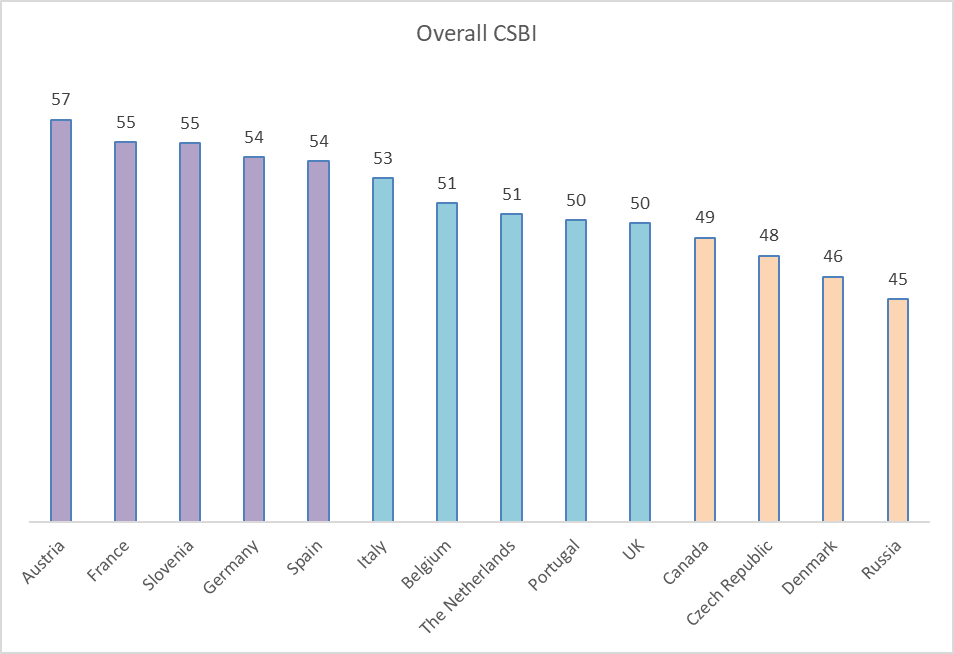 Overall CSBI
57
55
55
54
54
53
51
51
50
50
49
48
46
45
Austria
France
Slovenia
Germany
Spain
Italy
Belgium
The Netherlands
Portugal
UK
Canada
Czech Republic
Denmark
Russia